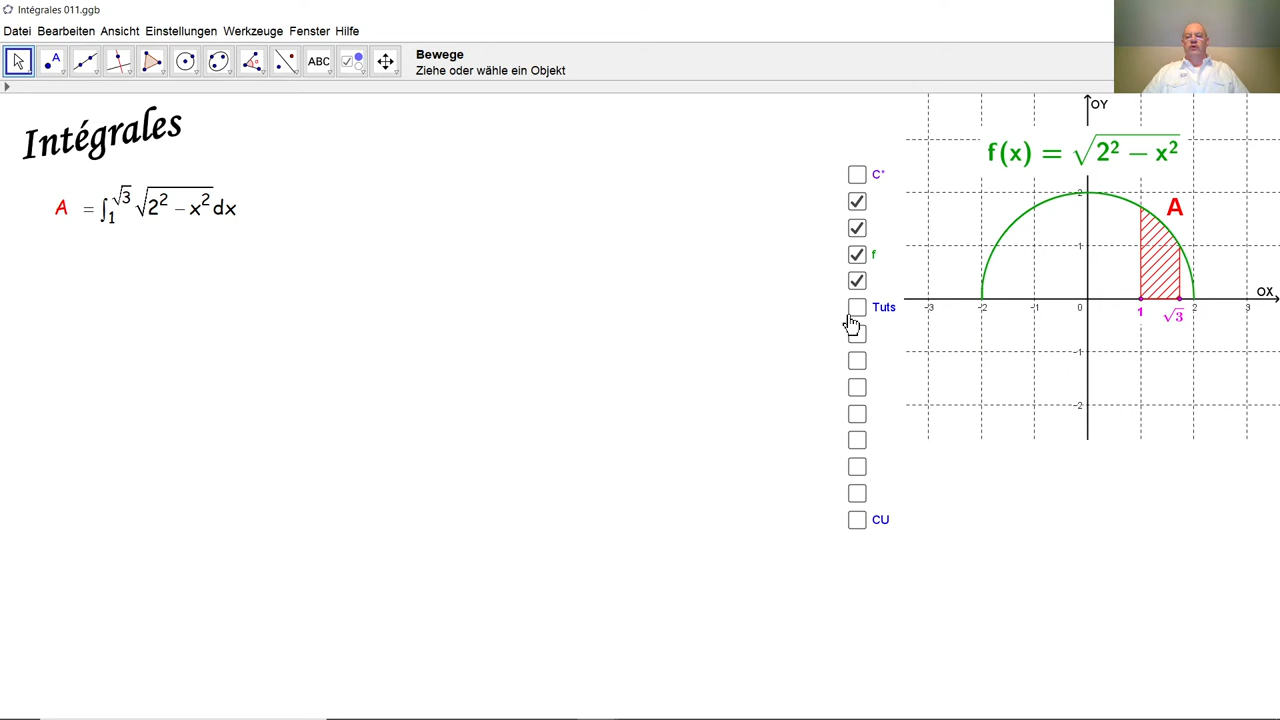 Intégrales 011.ggb
Datei Bearbeiten Ansicht Einstellungen Werkzeuge Fenster Hilfe
ABC
Bewege
Ziehe oder wähle ein Objekt
Intégrales
A = ∫₁^√3 √(2² − x²) dx
C⁺
f
Tuts
CU
OY
f(x) = √(2² − x²)
2
A
1
OX
-3 -2 -1 0 2 3
1 √3
-1
-2